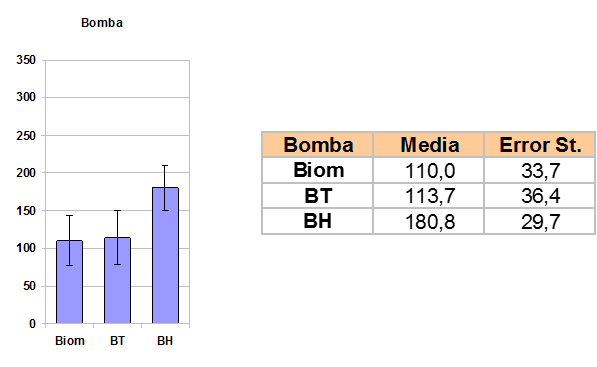 Bomba
350
300
250
200
150
100
50
0
Biom BT BH
Bomba Media Error St.
Biom 110,0 33,7
BT 113,7 36,4
BH 180,8 29,7